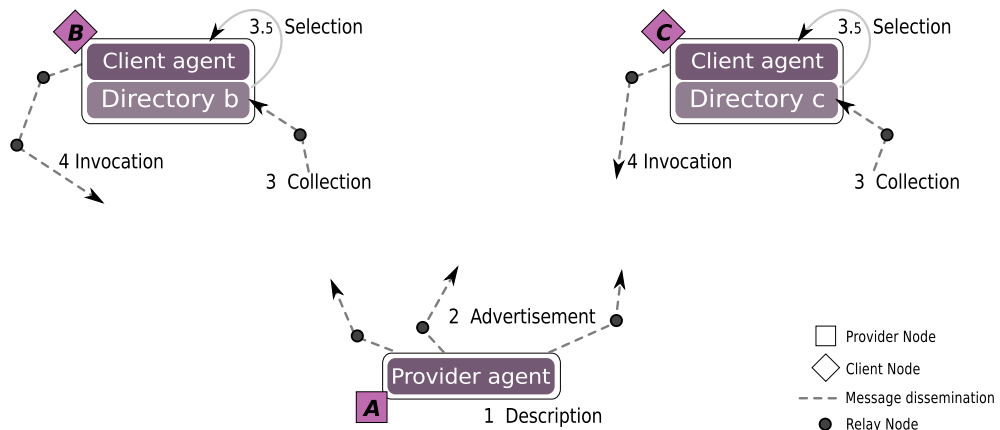 B
3.5 Selection
Client agent
Directory b
4 Invocation
3 Collection
C
3.5 Selection
Client agent
Directory c
4 Invocation
3 Collection
2 Advertisement
Provider agent
A
1 Description
Provider Node
Client Node
Message dissemination
Relay Node